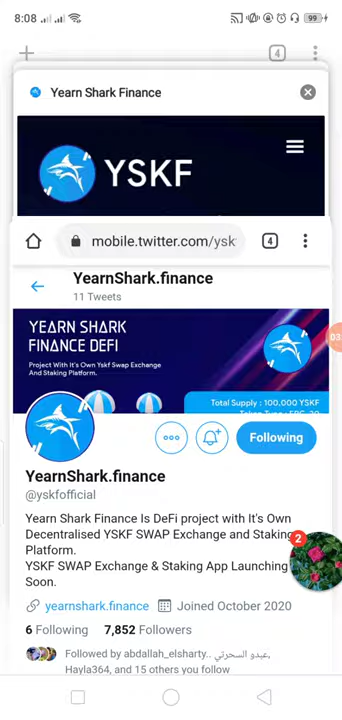 8:08
99
4
Yearn Shark Finance
YSKF
mobile.twitter.com/ysk
4
YearnShark.finance
11 Tweets
YEARN SHARK
FINANCE DEFI
Project With It's Own Yskf Swap Exchange
And Staking Platform.
Total Supply : 100,000 YSKF
Following
YearnShark.finance
@yskfofficial
Yearn Shark Finance Is DeFi project with It's Own
Decentralised YSKF SWAP Exchange and Staking
Platform.
YSKF SWAP Exchange & Staking App Launching
Soon.
2
yearnshark.finance Joined October 2020
6 Following 7,852 Followers
Followed by abdallah_elsharty.. عبدو السحرتي,
Hayla364, and 15 others you follow